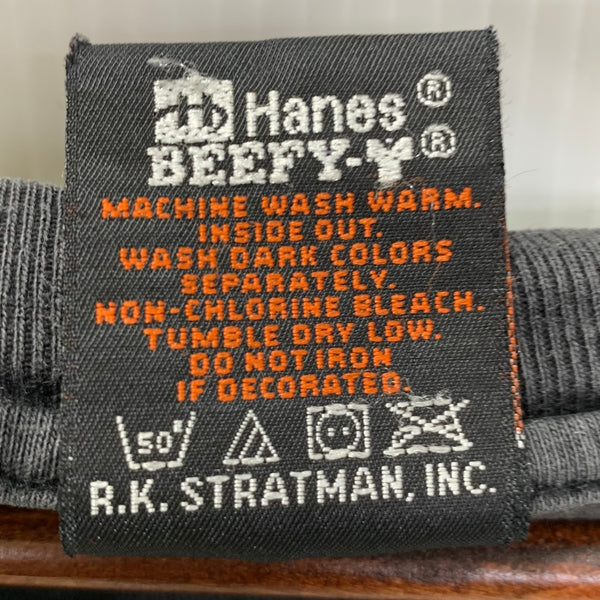 Hanes®
BEEFY-T®
MACHINE WASH WARM.
INSIDE OUT.
WASH DARK COLORS
SEPARATELY.
NON-CHLORINE BLEACH.
TUMBLE DRY LOW.
DO NOT IRON
IF DECORATED.
50°
R.K. STRATMAN, INC.